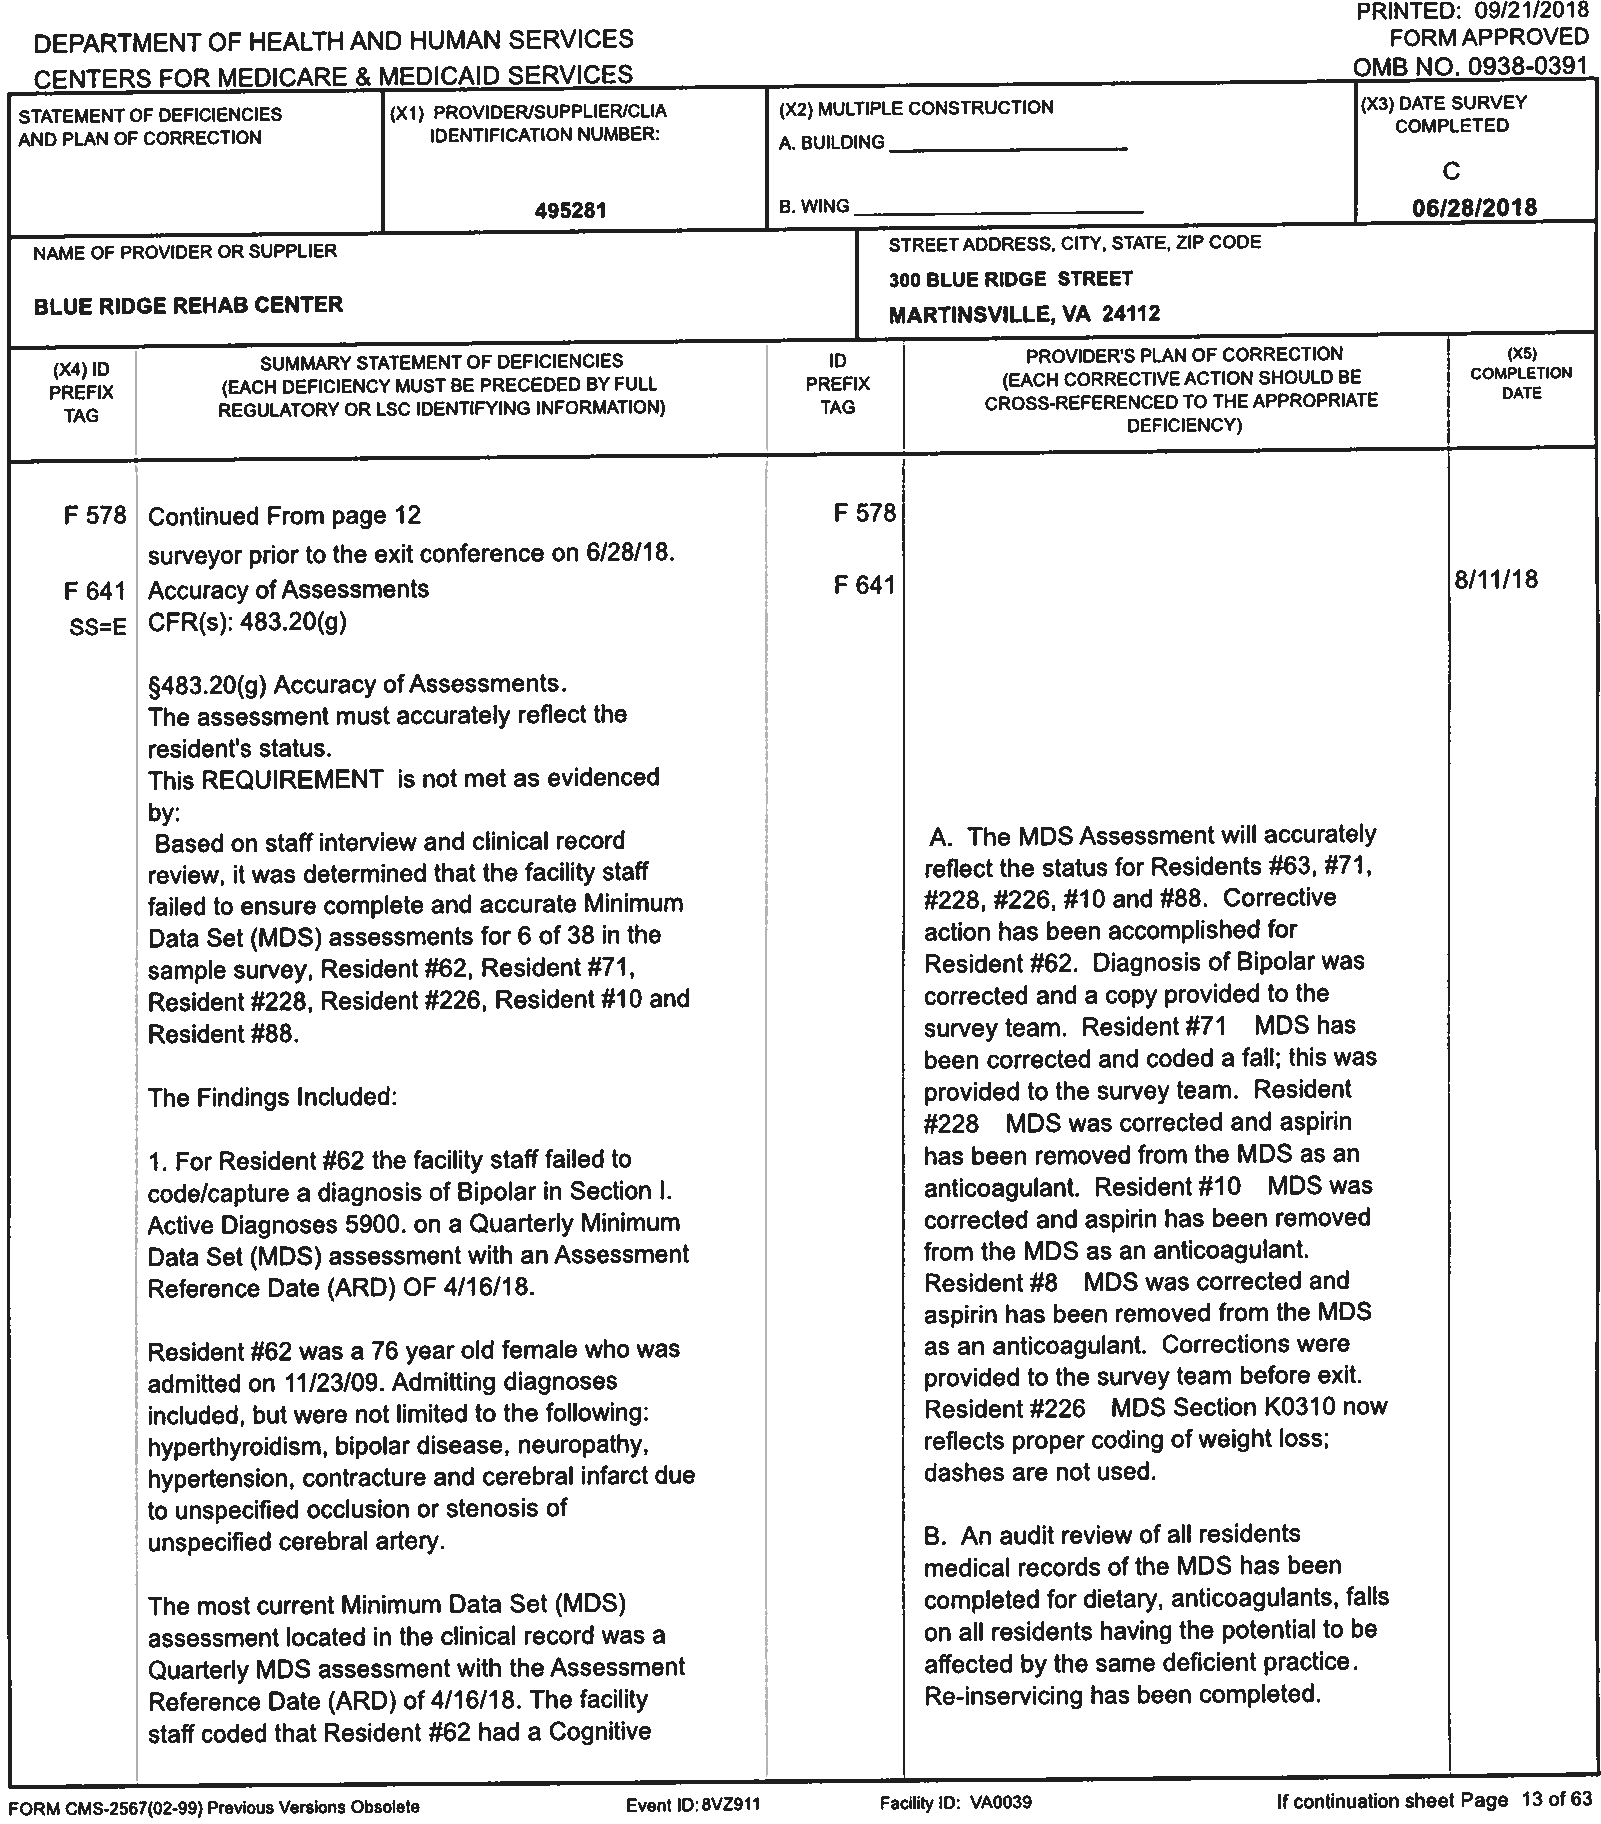 PRINTED: 09/21/2018
DEPARTMENT OF HEALTH AND HUMAN SERVICES
FORM APPROVED
CENTERS FOR MEDICARE & MEDICAID SERVICES
OMB NO. 0938-0391
STATEMENT OF DEFICIENCIES
AND PLAN OF CORRECTION
(X1) PROVIDER/SUPPLIER/CLIA
IDENTIFICATION NUMBER:
495281
(X2) MULTIPLE CONSTRUCTION
A. BUILDING
B. WING
(X3) DATE SURVEY
COMPLETED
C
06/28/2018
NAME OF PROVIDER OR SUPPLIER
BLUE RIDGE REHAB CENTER
STREET ADDRESS, CITY, STATE, ZIP CODE
300 BLUE RIDGE STREET
MARTINSVILLE, VA 24112
(X4) ID
PREFIX
TAG
SUMMARY STATEMENT OF DEFICIENCIES
(EACH DEFICIENCY MUST BE PRECEDED BY FULL
REGULATORY OR LSC IDENTIFYING INFORMATION)
ID
PREFIX
TAG
PROVIDER'S PLAN OF CORRECTION
(EACH CORRECTIVE ACTION SHOULD BE
CROSS-REFERENCED TO THE APPROPRIATE
DEFICIENCY)
(X5)
COMPLETION
DATE
F 578
Continued From page 12
surveyor prior to the exit conference on 6/28/18.
F 641
Accuracy of Assessments
SS=E
CFR(s): 483.20(g)
§483.20(g) Accuracy of Assessments.
The assessment must accurately reflect the
resident's status.
This REQUIREMENT is not met as evidenced
by:
Based on staff interview and clinical record
review, it was determined that the facility staff
failed to ensure complete and accurate Minimum
Data Set (MDS) assessments for 6 of 38 in the
sample survey, Resident #62, Resident #71,
Resident #228, Resident #226, Resident #10 and
Resident #88.
The Findings Included:
1. For Resident #62 the facility staff failed to
code/capture a diagnosis of Bipolar in Section I.
Active Diagnoses 5900. on a Quarterly Minimum
Data Set (MDS) assessment with an Assessment
Reference Date (ARD) OF 4/16/18.
Resident #62 was a 76 year old female who was
admitted on 11/23/09. Admitting diagnoses
included, but were not limited to the following:
hyperthyroidism, bipolar disease, neuropathy,
hypertension, contracture and cerebral infarct due
to unspecified occlusion or stenosis of
unspecified cerebral artery.
The most current Minimum Data Set (MDS)
assessment located in the clinical record was a
Quarterly MDS assessment with the Assessment
Reference Date (ARD) of 4/16/18. The facility
staff coded that Resident #62 had a Cognitive
F 578
F 641
A. The MDS Assessment will accurately
reflect the status for Residents #63, #71,
#228, #226, #10 and #88. Corrective
action has been accomplished for
Resident #62. Diagnosis of Bipolar was
corrected and a copy provided to the
survey team. Resident #71 MDS has
been corrected and coded a fall; this was
provided to the survey team. Resident
#228 MDS was corrected and aspirin
has been removed from the MDS as an
anticoagulant. Resident #10 MDS was
corrected and aspirin has been removed
from the MDS as an anticoagulant.
Resident #8 MDS was corrected and
aspirin has been removed from the MDS
as an anticoagulant. Corrections were
provided to the survey team before exit.
Resident #226 MDS Section K0310 now
reflects proper coding of weight loss;
dashes are not used.
B. An audit review of all residents
medical records of the MDS has been
completed for dietary, anticoagulants, falls
on all residents having the potential to be
affected by the same deficient practice.
Re-inservicing has been completed.
8/11/18
FORM CMS-2567(02-99) Previous Versions Obsolete
Event ID: 8VZ911
Facility ID: VA0039
If continuation sheet Page 13 of 63